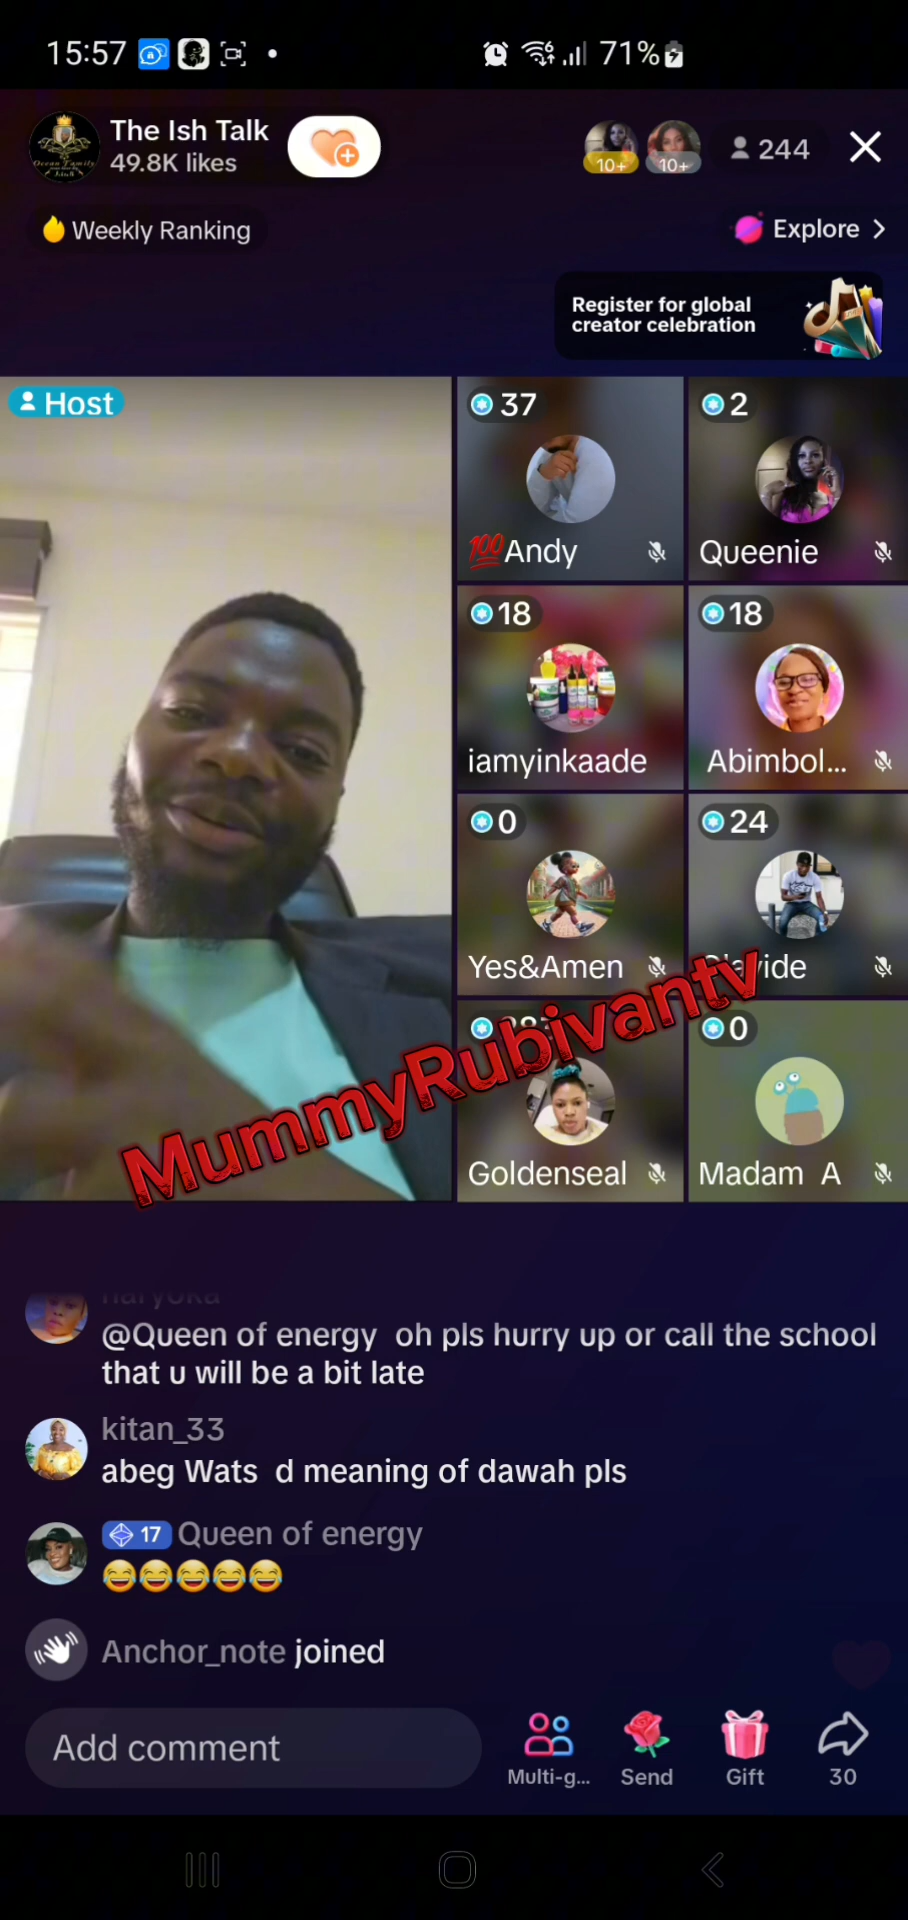 15:57
71%
The Ish Talk
49.8K likes
10+
10+
244
Weekly Ranking
Explore >
Register for global
creator celebration
Host
37
2
💯Andy
Queenie
18
18
iamyinkaade
Abimbol...
0
24
Yes&Amen
MummyRubivantv
0
Goldenseal
Madam A
@Queen of energy oh pls hurry up or call the school
that u will be a bit late
kitan_33
abeg Wats d meaning of dawah pls
17 Queen of energy
😂😂😂😂😂
Anchor_note joined
Add comment
Multi-g...
Send
Gift
30